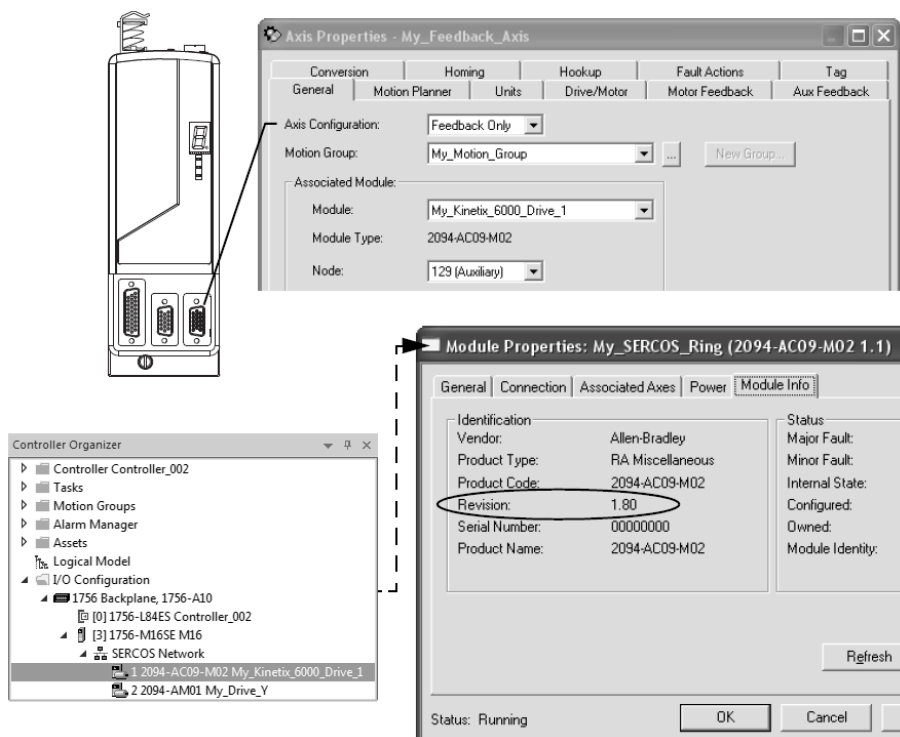 Axis Properties - My_Feedback_Axis
Conversion Homing Hookup Fault Actions Tag
General Motion Planner Units Drive/Motor Motor Feedback Aux Feedback
Axis Configuration: Feedback Only
Motion Group: My_Motion_Group ... New Group...
Associated Module:
Module: My_Kinetix_6000_Drive_1
Module Type: 2094-AC09-M02
Node: 129 (Auxiliary)
Module Properties: My_SERCOS_Ring (2094-AC09-M02 1.1)
General Connection Associated Axes Power Module Info
Identification
Vendor: Allen-Bradley
Product Type: RA Miscellaneous
Product Code: 2094-AC09-M02
Revision: 1.80
Serial Number: 00000000
Product Name: 2094-AC09-M02
Status
Major Fault:
Minor Fault:
Internal State:
Configured:
Owned:
Module Identity:
Refresh
Status: Running OK Cancel
Controller Organizer
Controller Controller_002
Tasks
Motion Groups
Alarm Manager
Assets
Logical Model
I/O Configuration
1756 Backplane, 1756-A10
[0] 1756-L84ES Controller_002
[3] 1756-M16SE M16
SERCOS Network
1 2094-AC09-M02 My_Kinetix_6000_Drive_1
2 2094-AM01 My_Drive_Y